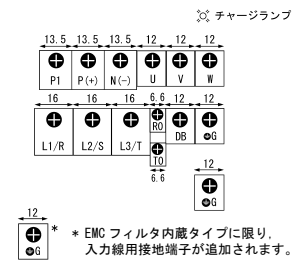 チャージランプ
13.5 13.5 13.5 12 12 12
P1 P(+) N(-) U V W
16 16 16 6.6 12 12
R0
L1/R L2/S L3/T DB G
T0
6.6
12
G
12
G
* * EMCフィルタ内蔵タイプに限り,
入力線用接地端子が追加されます。